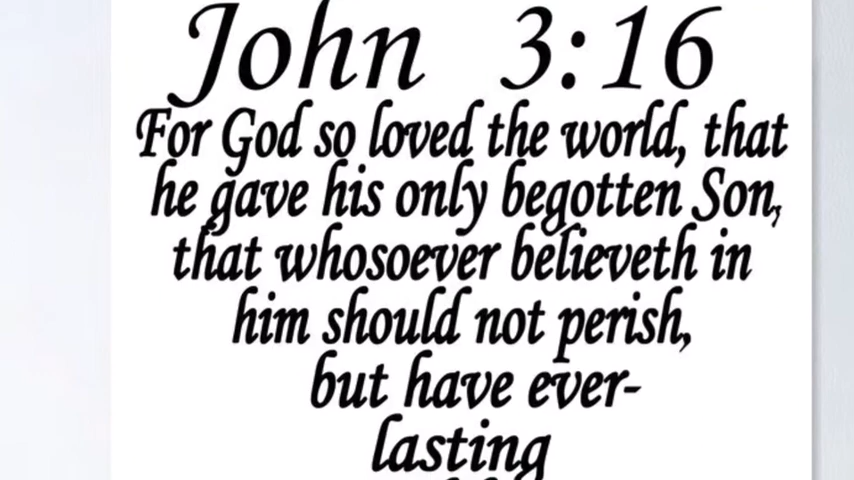 John 3:16
For God so loved the world, that
he gave his only begotten Son,
that whosoever believeth in
him should not perish,
but have ever-
lasting